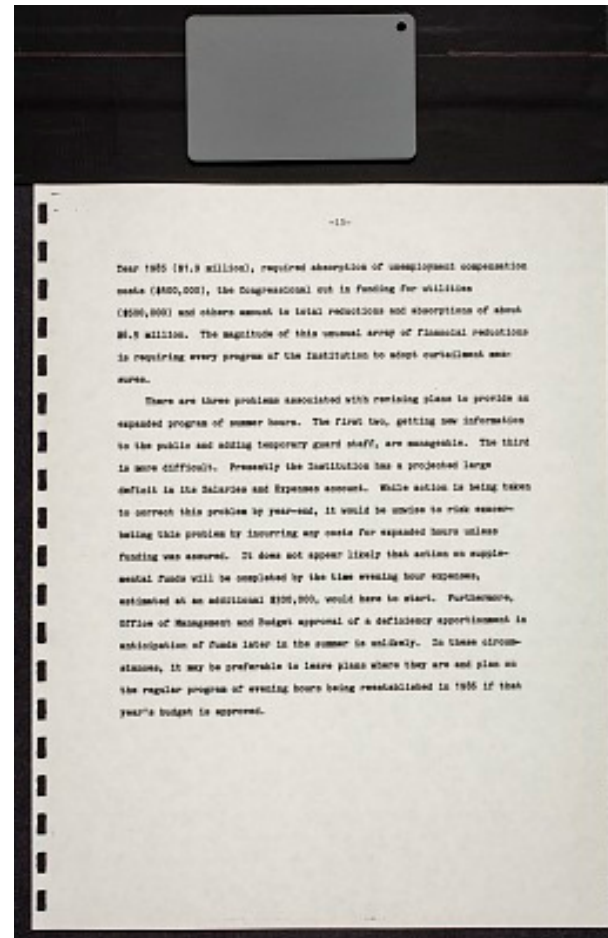 -13-
Year 1985 ($1.9 million), required absorption of unemployment compensation
costs ($400,000), the Congressional cut in funding for utilities
($500,000) and others amount to total reductions and absorptions of about
million. The magnitude of this unusual array of financial reductions
is requiring every program of the Institution to adopt curtailment mea-
sures.
There are three problems associated with revising plans to provide an
expanded program of summer hours. The first two, getting new information
to the public and adding temporary guard staff, are manageable. The third
is more difficult. Presently the Institution has a projected large
deficit in its Salaries and Expenses account. While action is being taken
to correct this problem by year-end, it would be unwise to risk exacer-
bating this problem by incurring any costs for expanded hours unless
funding was assured. It does not appear likely that action on supple-
mental funds will be completed by the time evening hour expenses,
estimated at an additional would have to start. Furthermore,
Office of Management and Budget approval of a deficiency apportionment in
anticipation of funds later in the summer is unlikely. In these circum-
stances, it may be preferable to leave plans where they are and plan on
the regular program of evening hours being reestablished in 1986 if that
year's budget is approved.